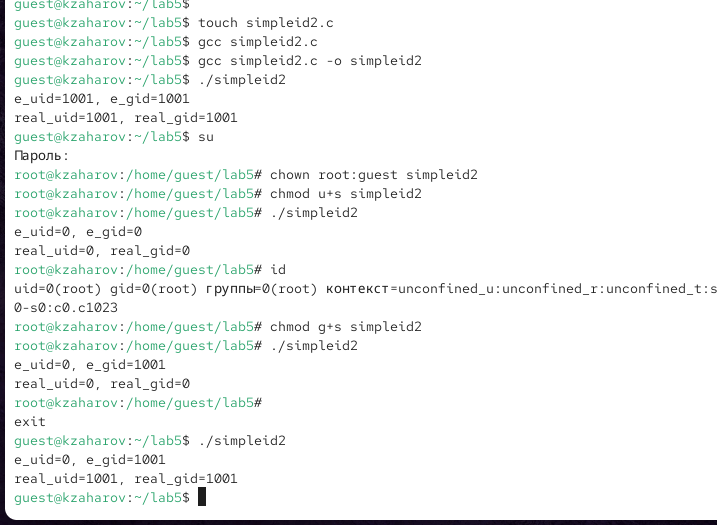 guest@kzaharov:~/lab5$
guest@kzaharov:~/lab5$ touch simpleid2.c
guest@kzaharov:~/lab5$ gcc simpleid2.c
guest@kzaharov:~/lab5$ gcc simpleid2.c -o simpleid2
guest@kzaharov:~/lab5$ ./simpleid2
e_uid=1001, e_gid=1001
real_uid=1001, real_gid=1001
guest@kzaharov:~/lab5$ su
Пароль:
root@kzaharov:/home/guest/lab5# chown root:guest simpleid2
root@kzaharov:/home/guest/lab5# chmod u+s simpleid2
root@kzaharov:/home/guest/lab5# ./simpleid2
e_uid=0, e_gid=0
real_uid=0, real_gid=0
root@kzaharov:/home/guest/lab5# id
uid=0(root) gid=0(root) группы=0(root) контекст=unconfined_u:unconfined_r:unconfined_t:s
0-s0:c0.c1023
root@kzaharov:/home/guest/lab5# chmod g+s simpleid2
root@kzaharov:/home/guest/lab5# ./simpleid2
e_uid=0, e_gid=1001
real_uid=0, real_gid=0
root@kzaharov:/home/guest/lab5#
exit
guest@kzaharov:~/lab5$ ./simpleid2
e_uid=0, e_gid=1001
real_uid=1001, real_gid=1001
guest@kzaharov:~/lab5$